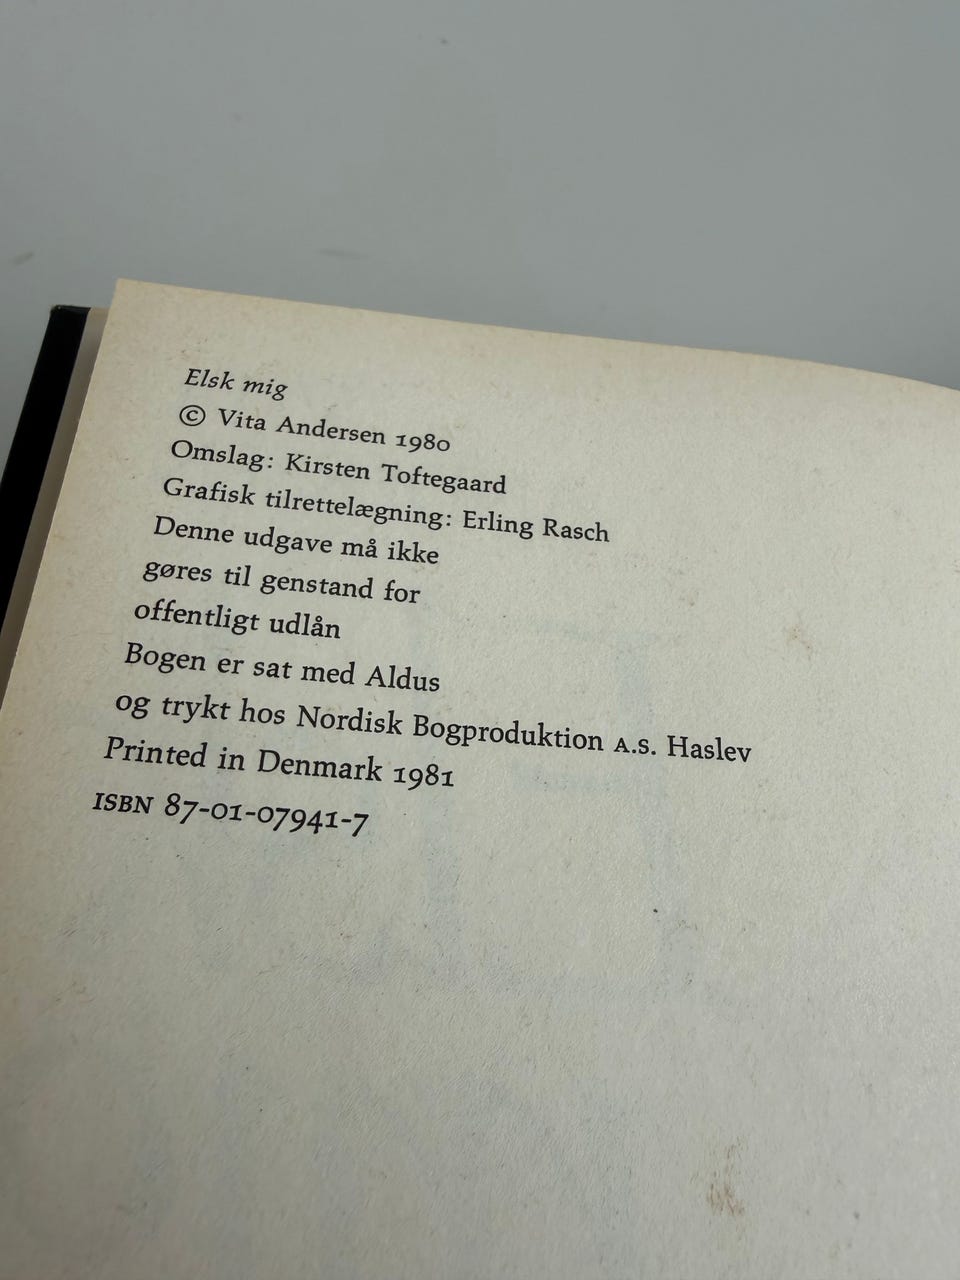 Elsk mig
© Vita Andersen 1980
Omslag: Kirsten Toftegaard
Grafisk tilrettelægning: Erling Rasch
Denne udgave må ikke
gøres til genstand for
offentligt udlån
Bogen er sat med Aldus
og trykt hos Nordisk Bogproduktion A.S. Haslev
Printed in Denmark 1981
ISBN 87-01-07941-7